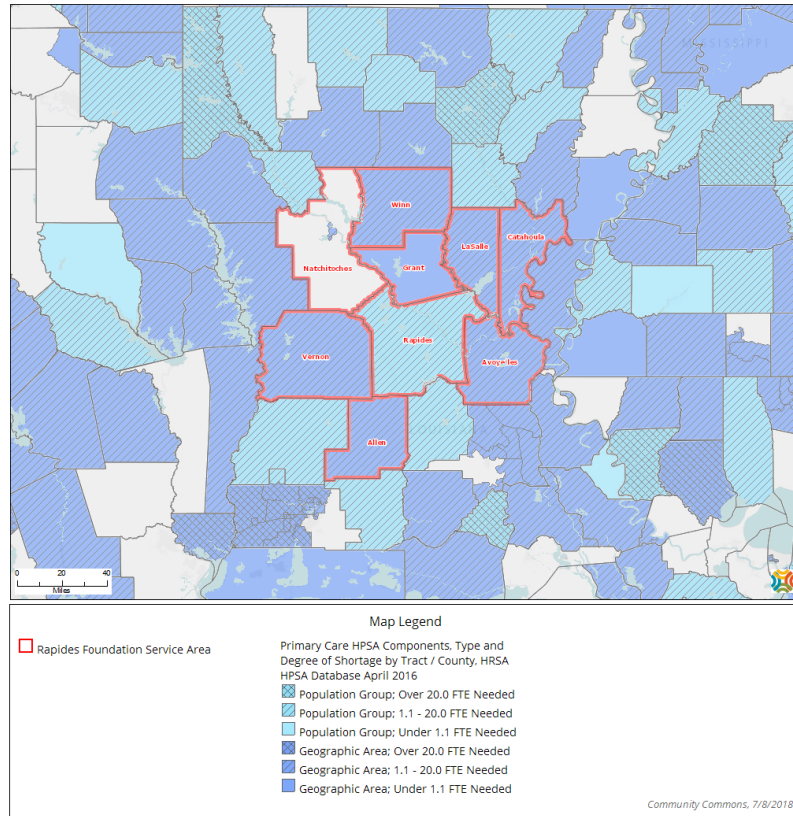 MISSISSIPPI
Winn
Catahoula
LaSalle
Natchitoches
Grant
Rapides
Vernon
Avoyelles
Allen
0 20 40
Miles
Map Legend
Rapides Foundation Service Area
Primary Care HPSA Components, Type and
Degree of Shortage by Tract / County, HRSA
HPSA Database April 2016
Population Group; Over 20.0 FTE Needed
Population Group; 1.1 - 20.0 FTE Needed
Population Group; Under 1.1 FTE Needed
Geographic Area; Over 20.0 FTE Needed
Geographic Area; 1.1 - 20.0 FTE Needed
Geographic Area; Under 1.1 FTE Needed
Community Commons, 7/8/2018